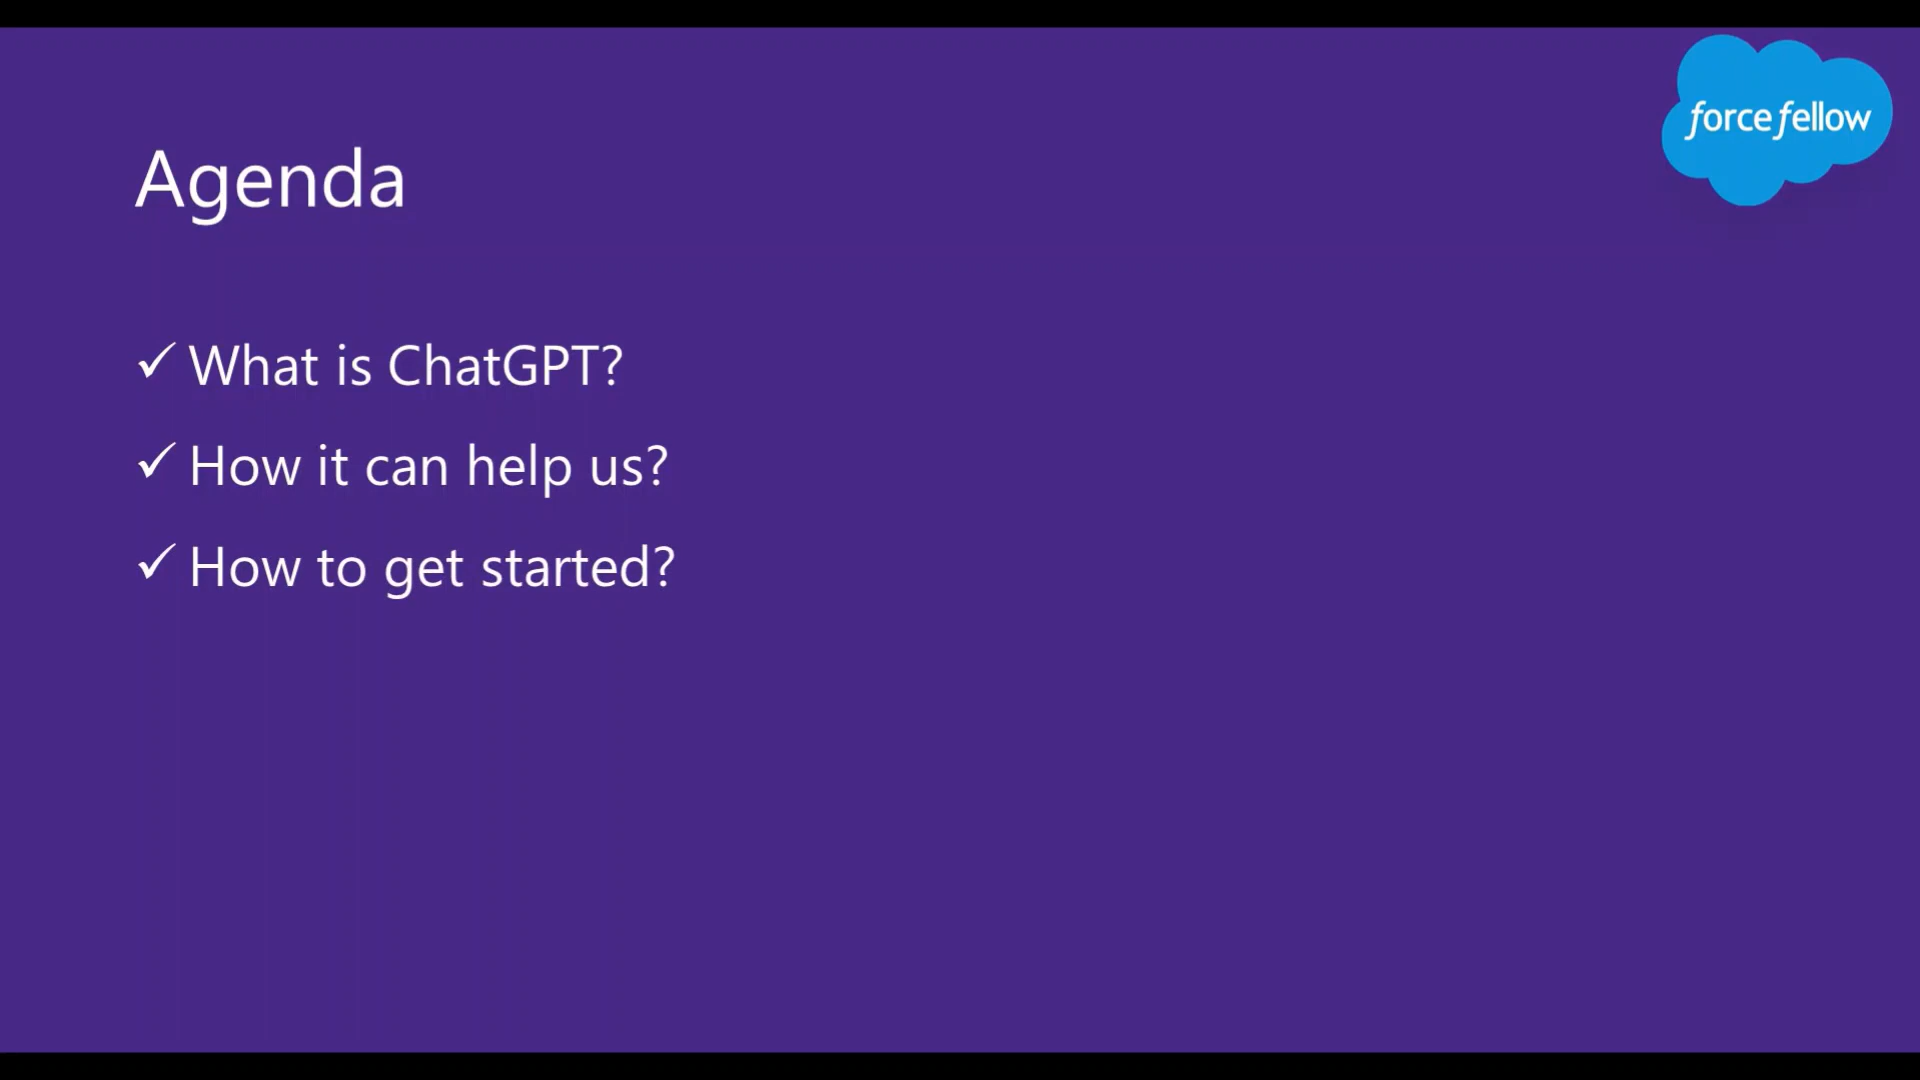 force fellow
Agenda
✓ What is ChatGPT?
✓ How it can help us?
✓ How to get started?